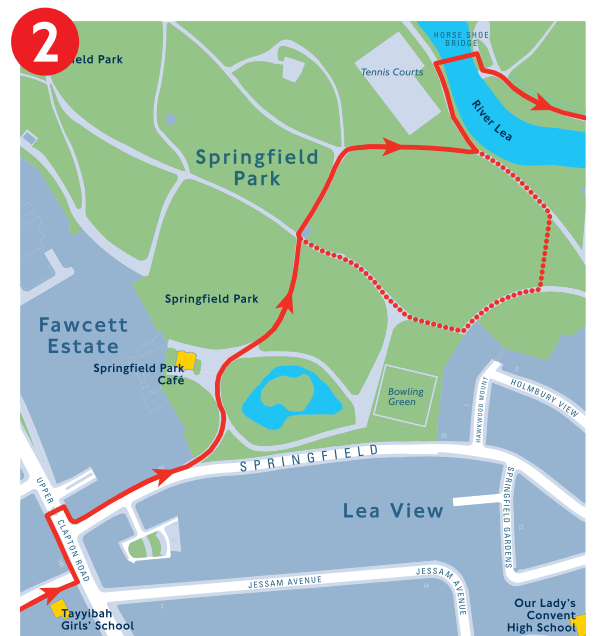 2
field Park
HORSE SHOE
BRIDGE
Tennis Courts
River Lea
Springfield
Park
Springfield Park
Fawcett
Estate
Springfield Park
Café
Bowling
Green
HAWKWOOD MOUNT
HOLMBURY VIEW
SPRINGFIELD
UPPER CLAPTON ROAD
Lea View
SPRINGFIELD GARDENS
JESSAM AVENUE
JESSAM AVENUE
Tayyibah
Girls' School
Our Lady's
Convent
High School